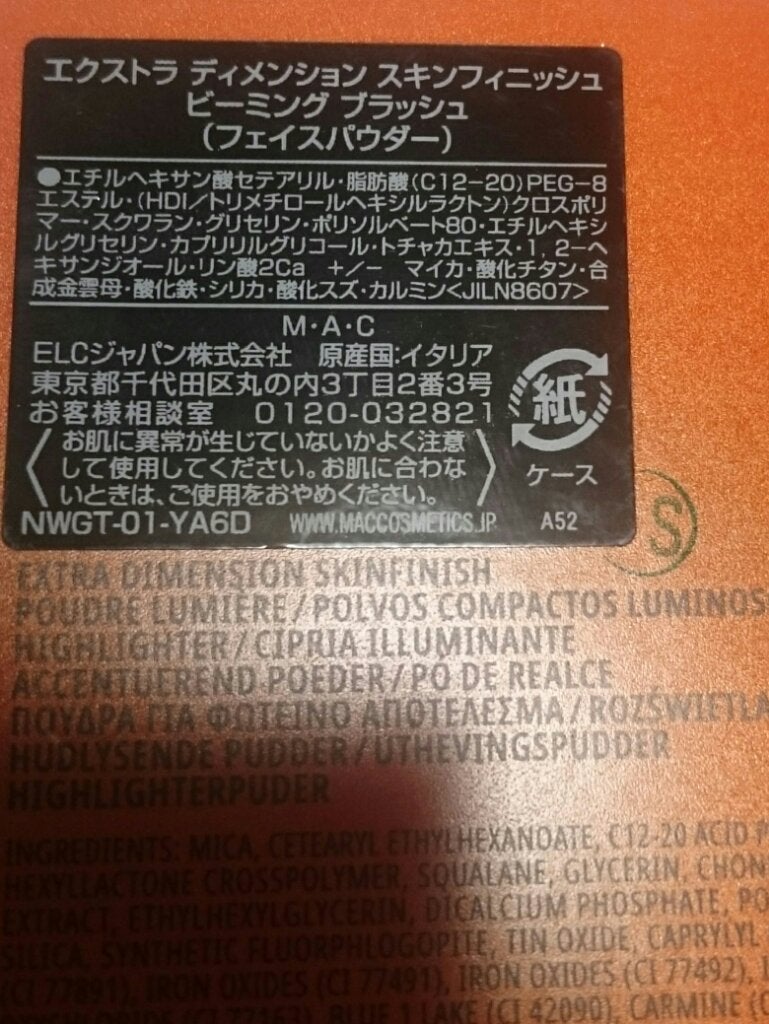 エクストラ ディメンション スキンフィニッシュ
ビーミング ブラッシュ
（フェイスパウダー）
●エチルヘキサン酸セテアリル・脂肪酸（C12-20）PEG-8
エステル・（HDI/トリメチロールヘキシルラクトン）クロスポリ
マー・スクワラン・グリセリン・ポリソルベート80・エチルヘキシ
ルグリセリン・カプリリルグリコール・トチャカエキス・1, 2-ヘ
キサンジオール・リン酸2Ca +/- マイカ・酸化チタン・合
成金雲母・酸化鉄・シリカ・酸化スズ・カルミン<JILN8607>
M・A・C
ELCジャパン株式会社 原産国:イタリア
東京都千代田区丸の内3丁目2番3号
お客様相談室 0120-032821
〈お肌に異常が生じていないかよく注意
して使用してください。お肌に合わな
いときは、ご使用をおやめください。〉
紙
ケース
NWGT-01-YA6D WWW.MACCOSMETICS.JP A52
S
EXTRA DIMENSION SKINFINISH
POUDRE LUMIÈRE/POLVOS COMPACTOS LUMINOS
HIGHLIGHTER/CIPRIA ILLUMINANTE
ACCENTUEREND POEDER/PÓ DE REALCE
ΠΟΥΔΡΑ ΓΙΑ ΦΩΤΕΙΝΟ ΑΠΟΤΕΛΕΣΜΑ/ROZŚWIETLA
HUDLYSENDE PUDDER/UTHEVINGSPUDDER
HIGHLIGHTERPUDER
INGREDIENTS: MICA, CETEARYL ETHYLHEXANOATE, C12-20 ACID P
HEXYLLACTONE CROSSPOLYMER, SQUALANE, GLYCERIN, CHON
EXTRACT, ETHYLHEXYLGLYCERIN, DICALCIUM PHOSPHATE, PO
SILICA, SYNTHETIC FLUORPHLOGOPITE, TIN OXIDE, CAPRYLYL
(CI 77891), IRON OXIDES (CI 77491), IRON OXIDES (CI 77492), I
OXYCHLORIDE (CI 77163), BLUE 1 LAKE (CI 42090), CARMINE (C